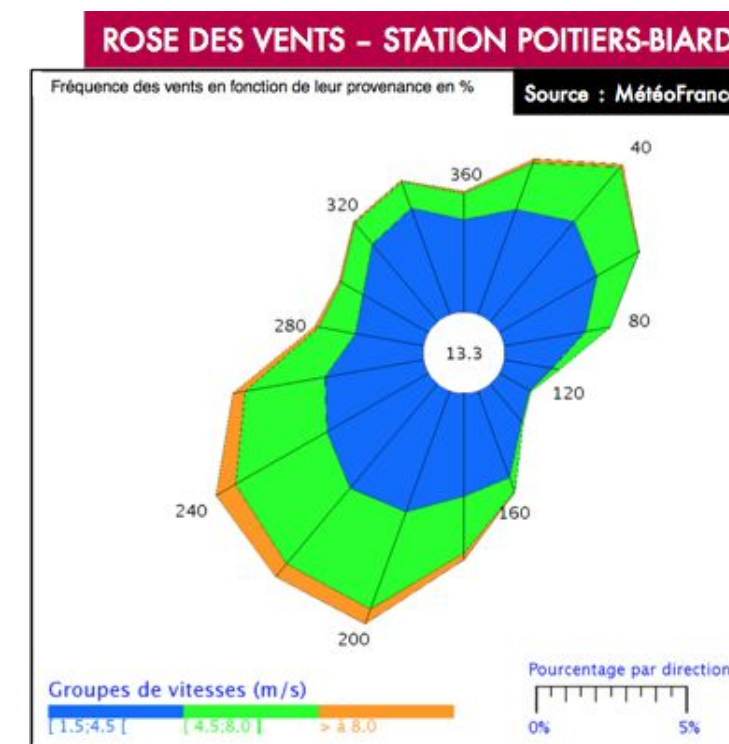 ROSE DES VENTS – STATION POITIERS-BIARD
Fréquence des vents en fonction de leur provenance en %
Source : MétéoFrance
40
360
320
280
80
13.3
120
240
160
200
Groupes de vitesses (m/s)
[ 1.5;4.5 [
[ 4.5;8.0 ]
> à 8.0
Pourcentage par direction
0%
5%